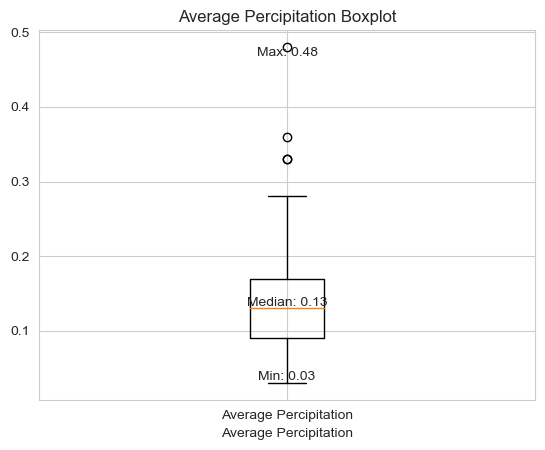 Average Percipitation Boxplot
0.5
Max: 0.48
0.4
0.3
0.2
Median: 0.13
0.1
Min: 0.03
Average Percipitation
Average Percipitation